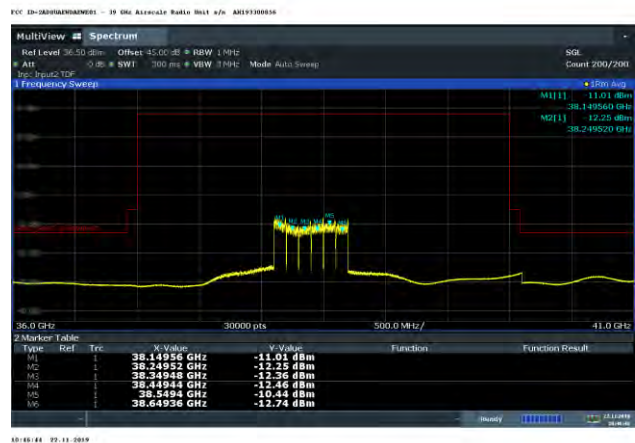 39 GHz Airscale Radio Unit s/n AN193300856
MultiView Spectrum
Ref Level 36.50 dBm Offset 45.00 dB RBW 1 MHz SGL
Att 0 dB SWT 300 ms VBW 3 MHz Mode Auto Sweep Count 200/200
1 Frequency Sweep 1Rm Avg
M1[1] -11.01 dBm
38.149560 GHz
M2[1] -12.25 dBm
38.249520 GHz
36.0 GHz 30000 pts 500.0 MHz/ 41.0 GHz
2 Marker Table
Type Ref Trc X-Value Y-Value Function Function Result
M1 1 38.14956 GHz -11.01 dBm
M2 1 38.24952 GHz -12.25 dBm
M3 1 38.34948 GHz -12.36 dBm
M4 1 38.44944 GHz -12.46 dBm
M5 1 38.5494 GHz -10.44 dBm
M6 1 38.64936 GHz -12.74 dBm
Ready
10:46:44 22.11.2019